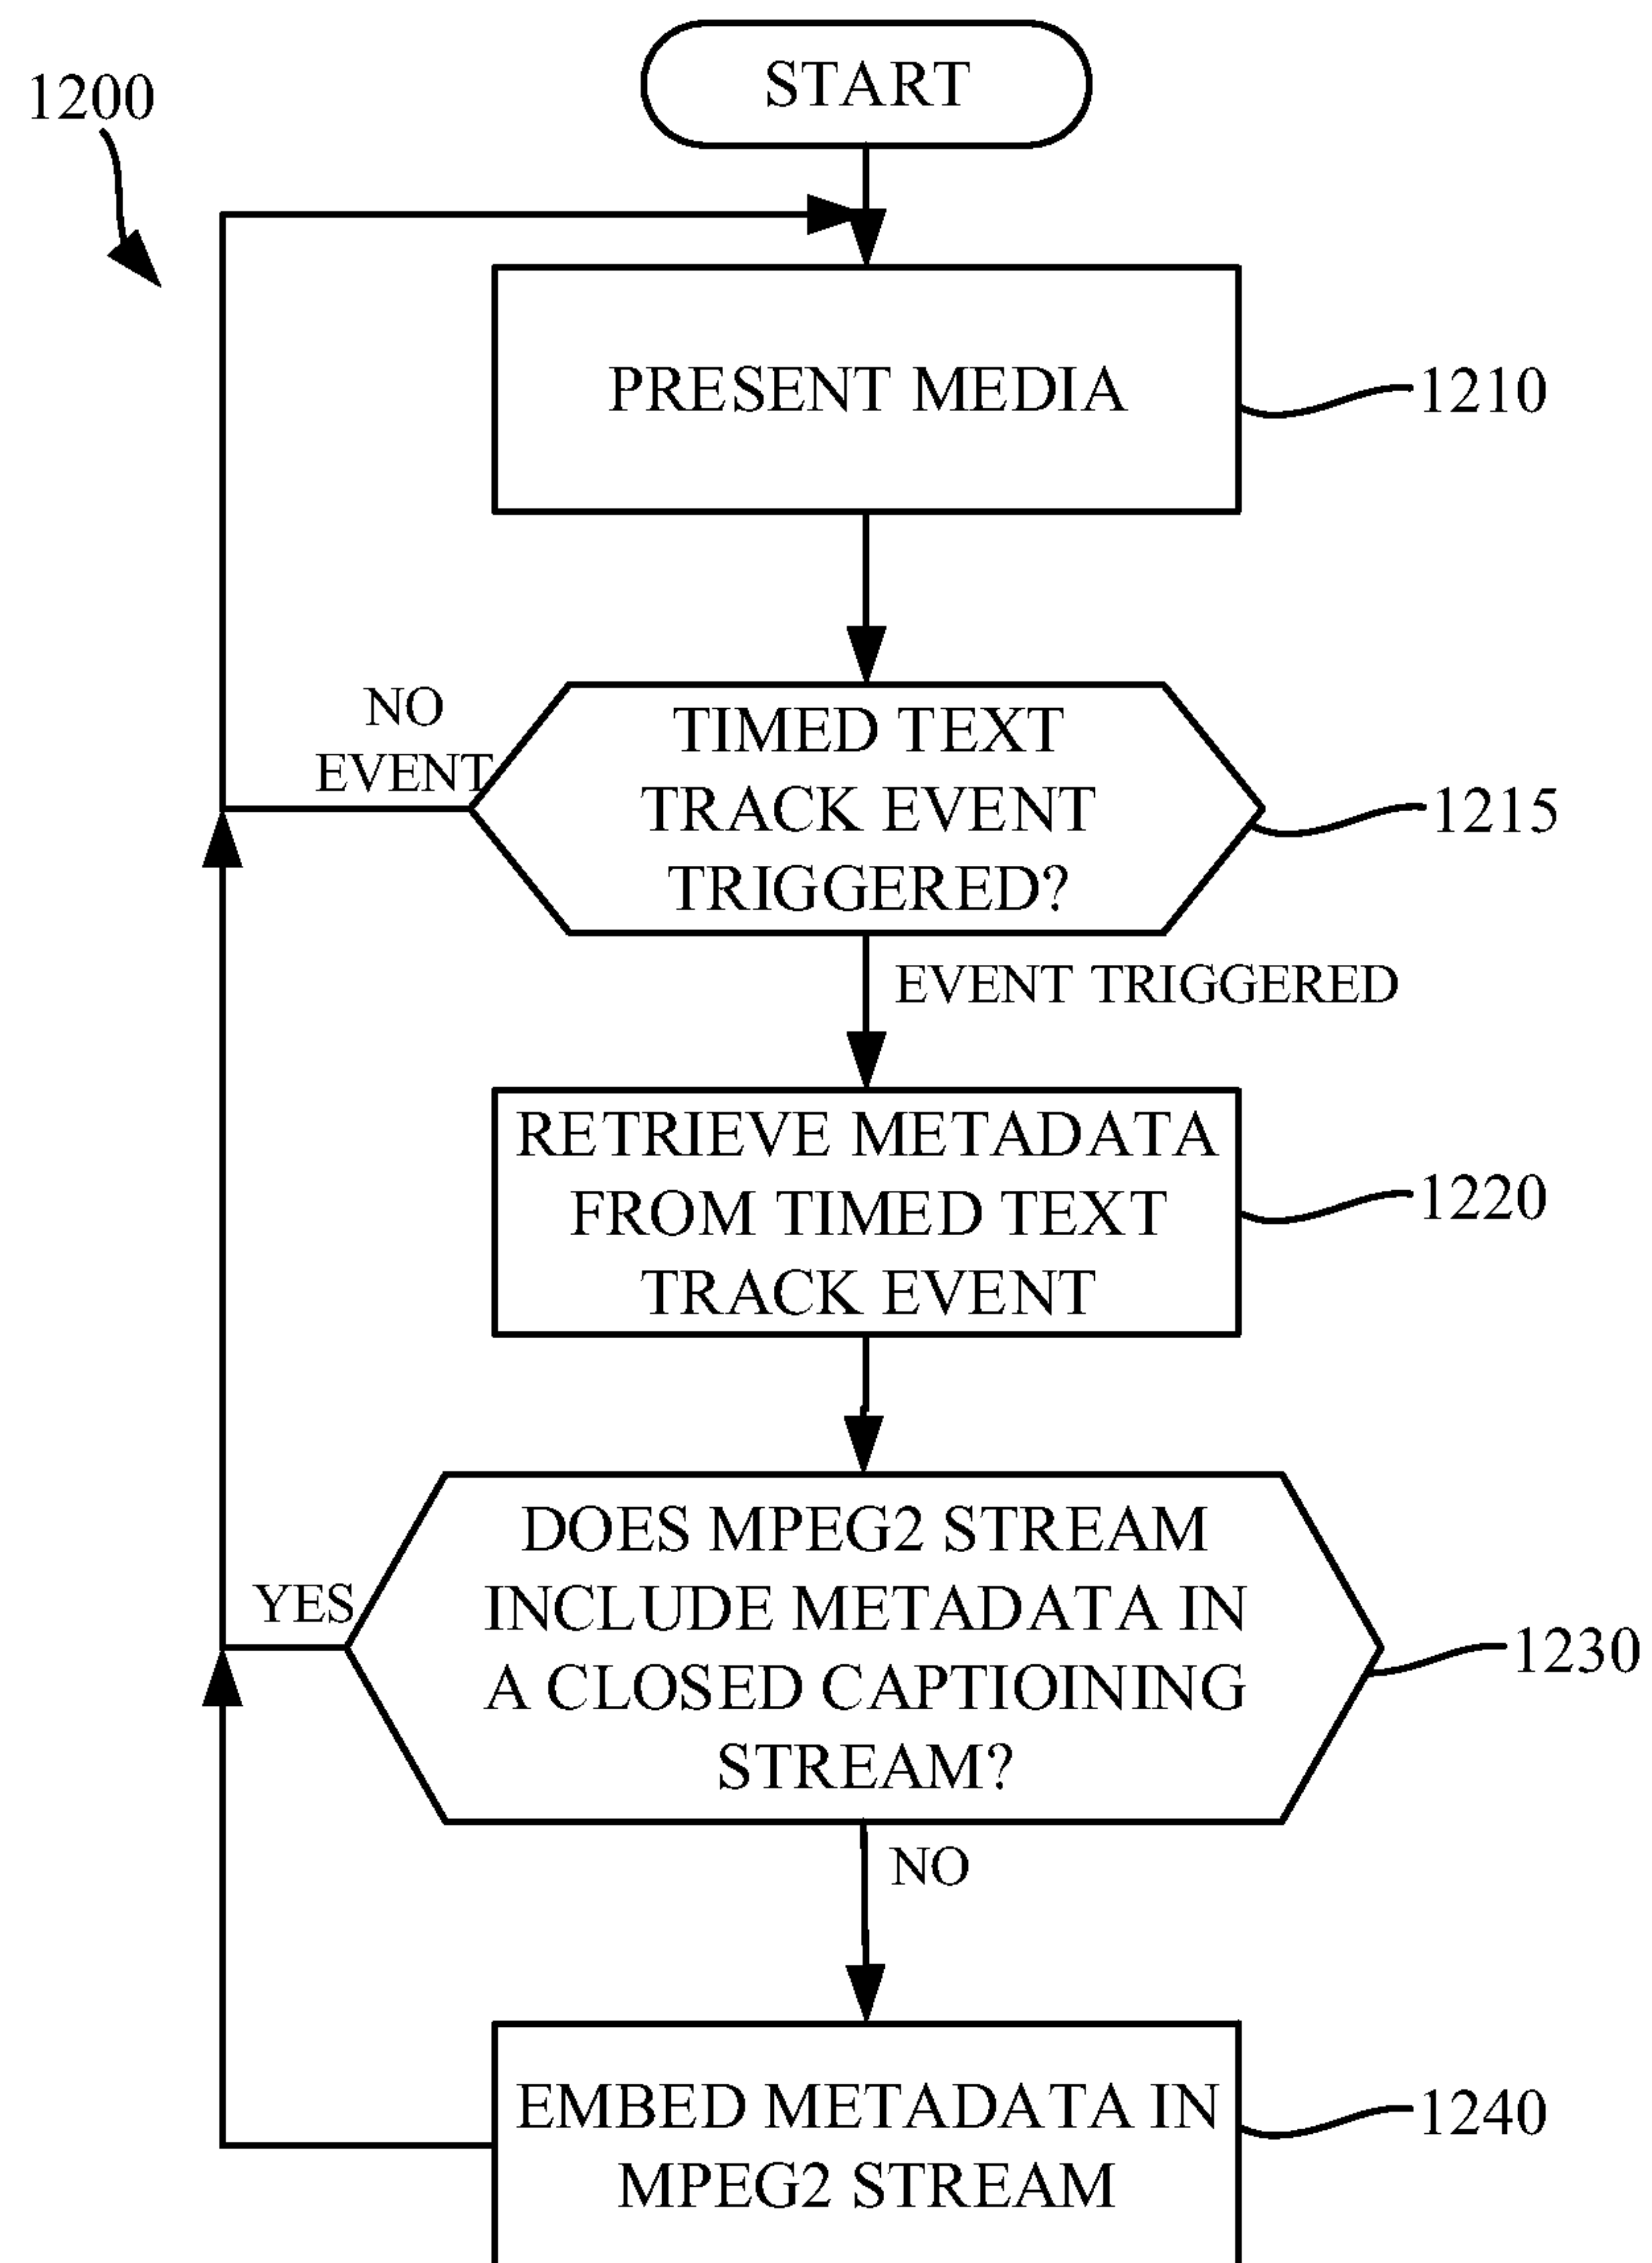 START
1200
PRESENT MEDIA
1210
NO
EVENT
TIMED TEXT
TRACK EVENT
TRIGGERED?
1215
EVENT TRIGGERED
RETRIEVE METADATA
FROM TIMED TEXT
TRACK EVENT
1220
DOES MPEG2 STREAM
INCLUDE METADATA IN
A CLOSED CAPTIOINING
STREAM?
YES
1230
NO
EMBED METADATA IN
MPEG2 STREAM
1240